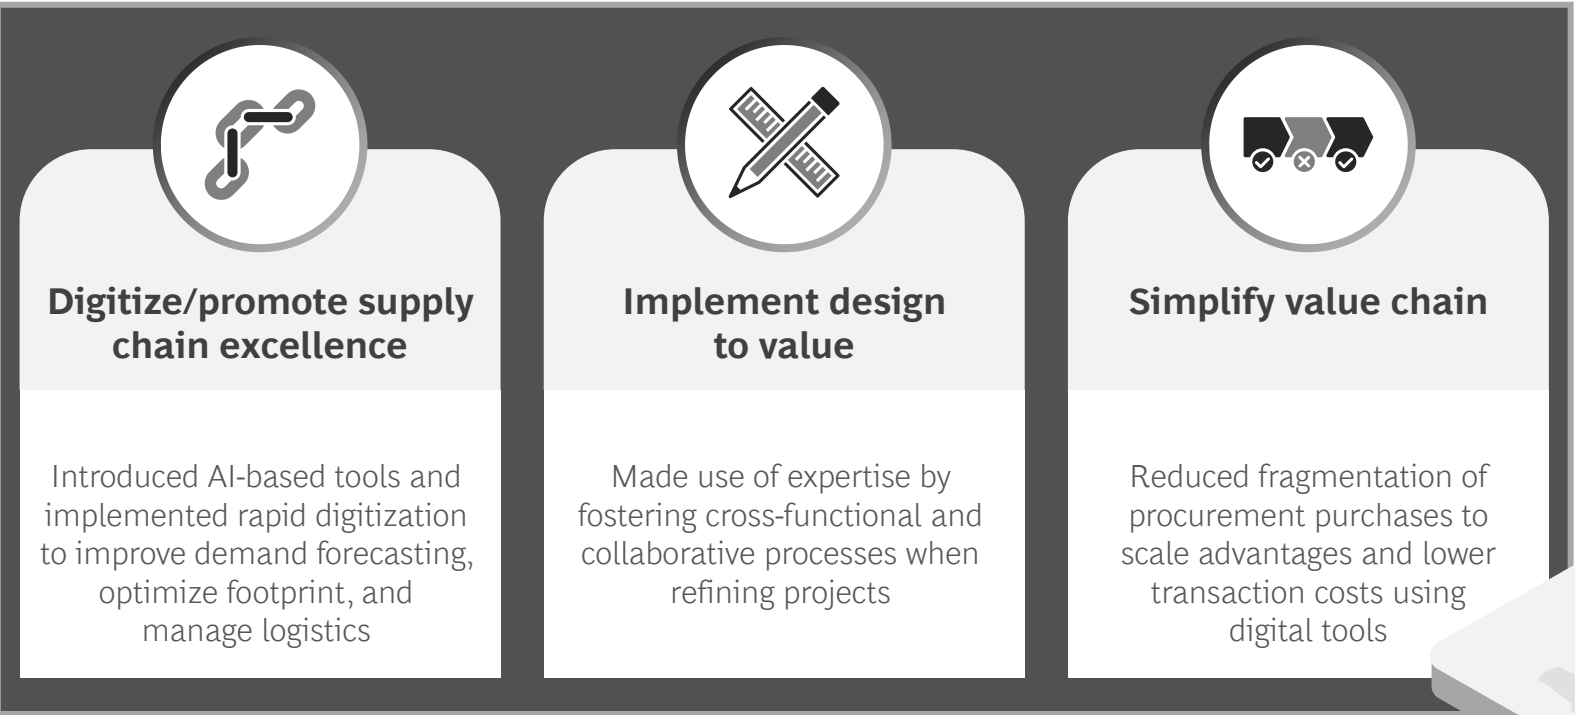 Digitize/promote supply
chain excellence
Introduced AI-based tools and
implemented rapid digitization
to improve demand forecasting,
optimize footprint, and
manage logistics
Implement design
to value
Made use of expertise by
fostering cross-functional and
collaborative processes when
refining projects
Simplify value chain
Reduced fragmentation of
procurement purchases to
scale advantages and lower
transaction costs using
digital tools